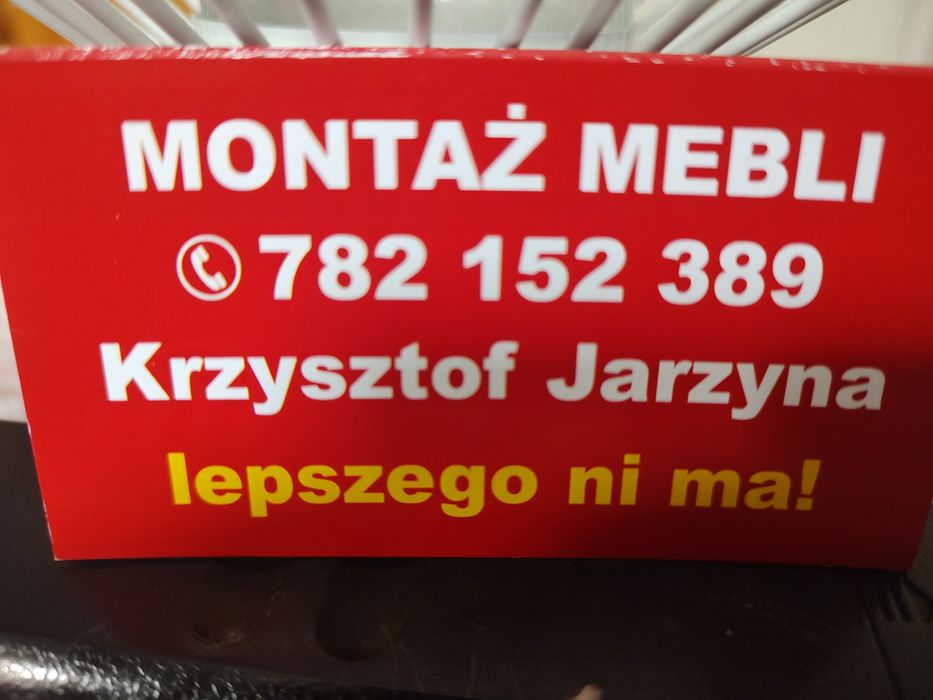 MONTAŻ MEBLI
782 152 389
Krzysztof Jarzyna
lepszego ni ma!